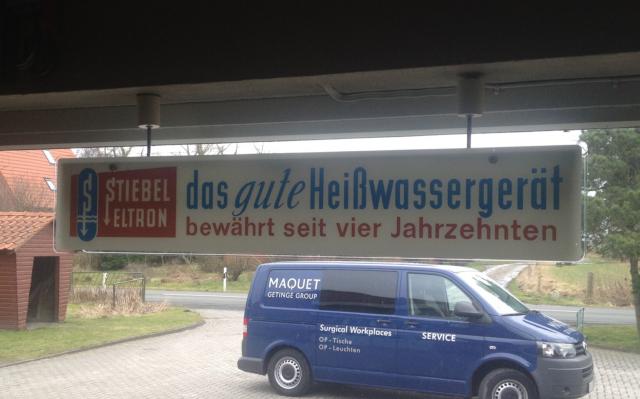 STIEBEL
ELTRON
das gute Heißwassergerät
bewährt seit vier Jahrzehnten
MAQUET
GETINGE GROUP
Surgical Workplaces
OP - Tische
OP - Leuchten
SERVICE